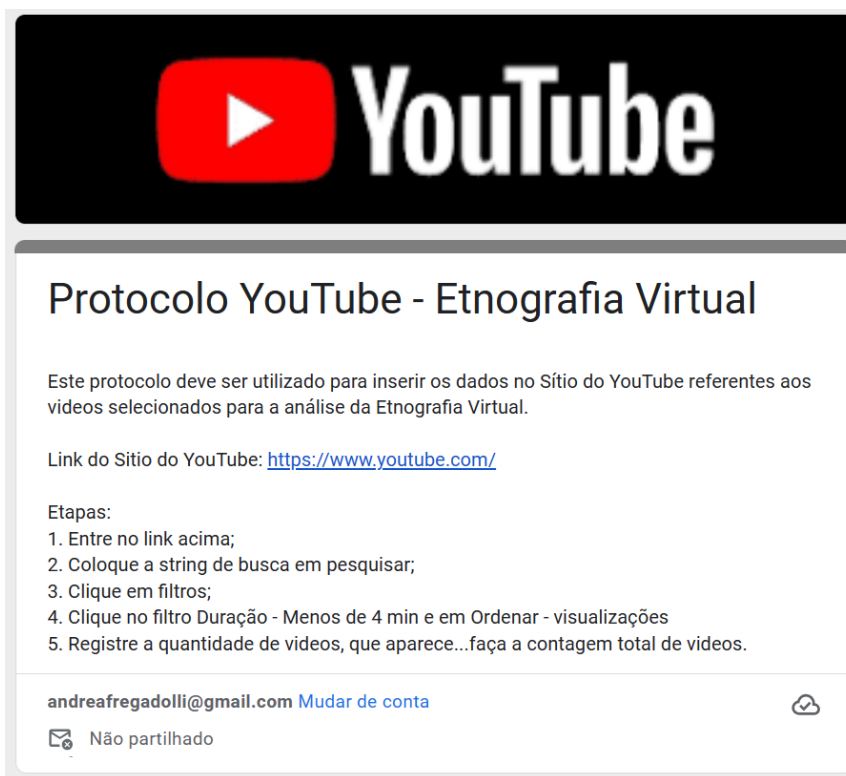 YouTube
Protocolo YouTube - Etnografia Virtual
Este protocolo deve ser utilizado para inserir os dados no Sítio do YouTube referentes aos
videos selecionados para a análise da Etnografia Virtual.
Link do Sitio do YouTube: https://www.youtube.com/
Etapas:
1. Entre no link acima;
2. Coloque a string de busca em pesquisar;
3. Clique em filtros;
4. Clique no filtro Duração - Menos de 4 min e em Ordenar - visualizações
5. Registre a quantidade de videos, que aparece...faça a contagem total de videos.
andreafregadolli@gmail.com Mudar de conta
Não partilhado